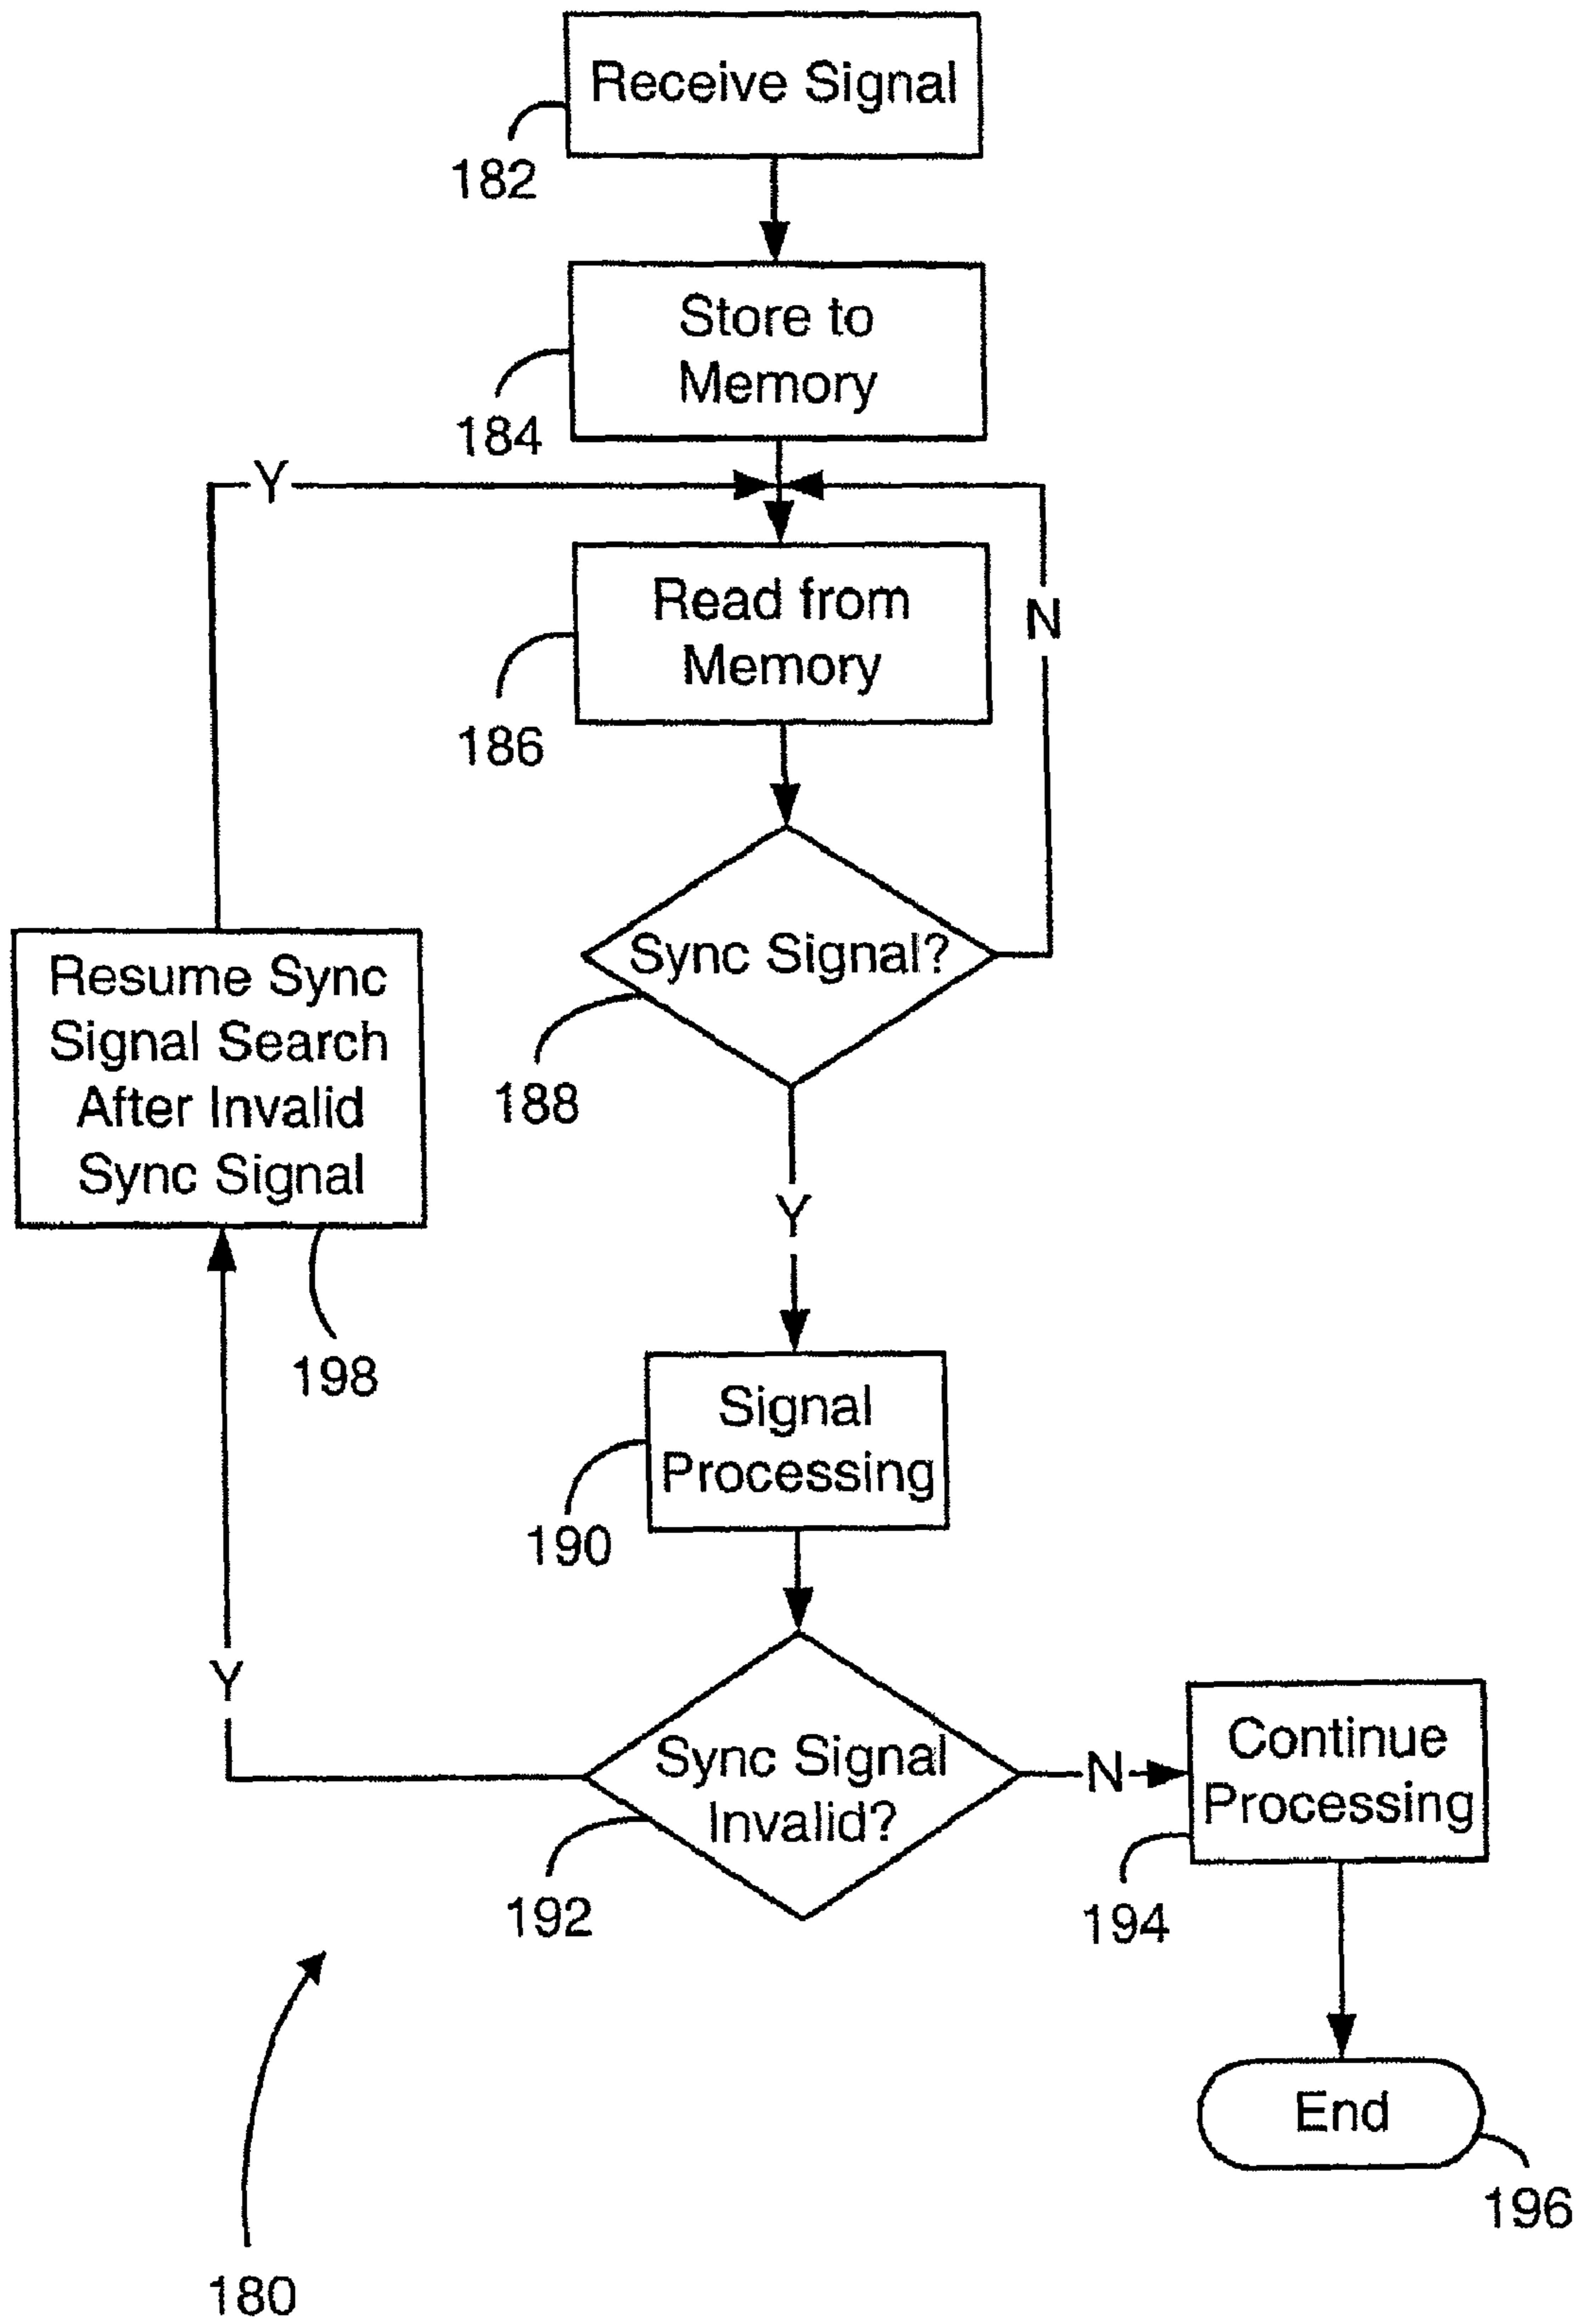 Receive Signal
182
Store to
Memory
184
Y
Read from
Memory
N
186
Sync Signal?
188
Resume Sync
Signal Search
After Invalid
Sync Signal
198
Y
Signal
Processing
190
Y
Sync Signal
Invalid?
192
N
Continue
Processing
194
End
196
180